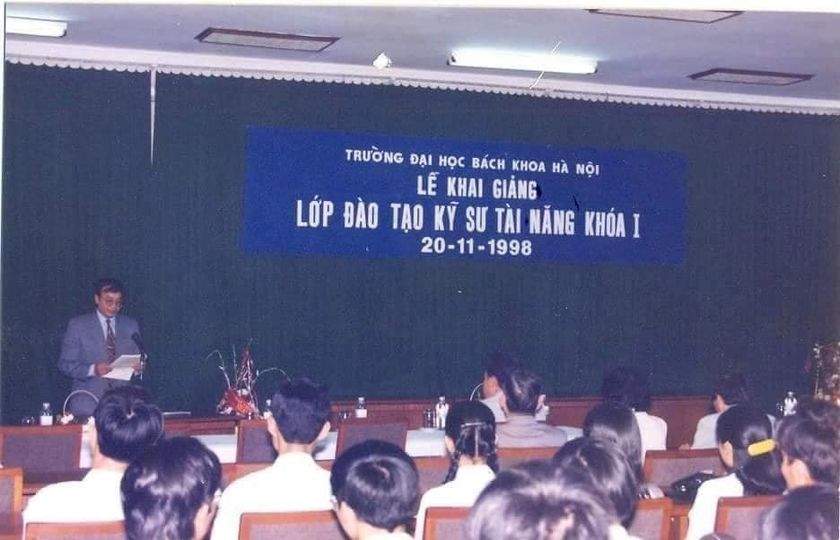 TRƯỜNG ĐẠI HỌC BÁCH KHOA HÀ NỘI
LỄ KHAI GIẢNG
LỚP ĐÀO TẠO KỸ SƯ TÀI NĂNG KHÓA I
20-11-1998